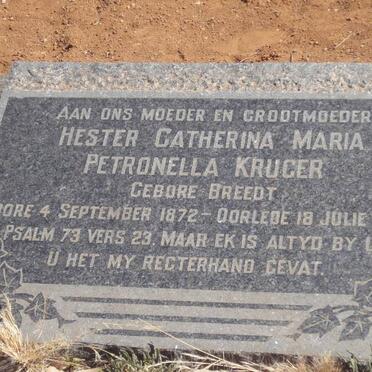 AAN ONS MOEDER EN GROOTMOEDER
HESTER CATHERINA MARIA
PETRONELLA KRUGER
GEBORE BREEDT
BORE 4 SEPTEMBER 1872 – OORLEDE 18 JULIE
PSALM 73 VERS 23. MAAR EK IS ALTYD BY U
U HET MY REGTERHAND GEVAT.